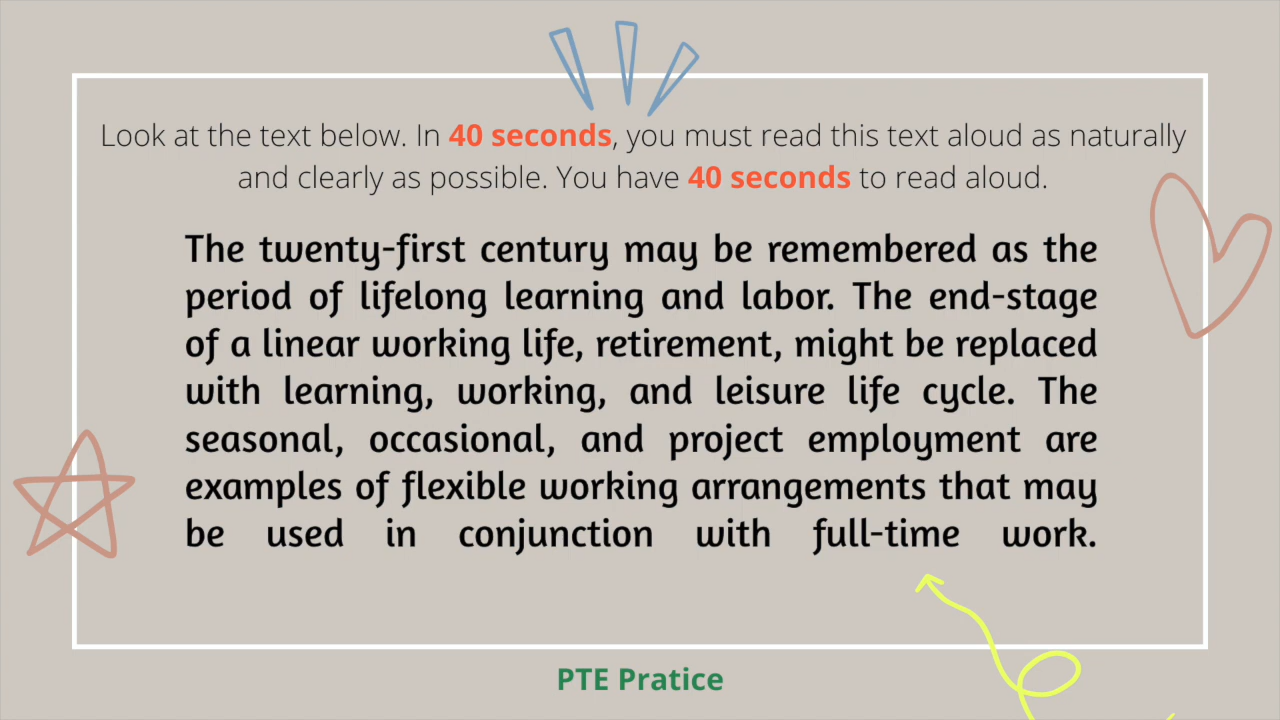 Look at the text below. In 40 seconds, you must read this text aloud as naturally
and clearly as possible. You have 40 seconds to read aloud.
The twenty-first century may be remembered as the
period of lifelong learning and labor. The end-stage
of a linear working life, retirement, might be replaced
with learning, working, and leisure life cycle. The
seasonal, occasional, and project employment are
examples of flexible working arrangements that may
be used in conjunction with full-time work.
PTE Pratice